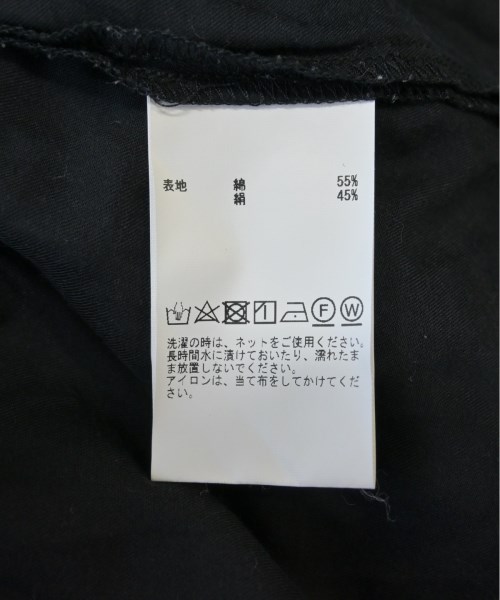 表地 綿 55%
絹 45%
F W
洗濯の時は、ネットをご使用ください。
長時間水に漬けておいたり、濡れたま
ま放置しないでください。
アイロンは、当て布をしてかけてくだ
さい。